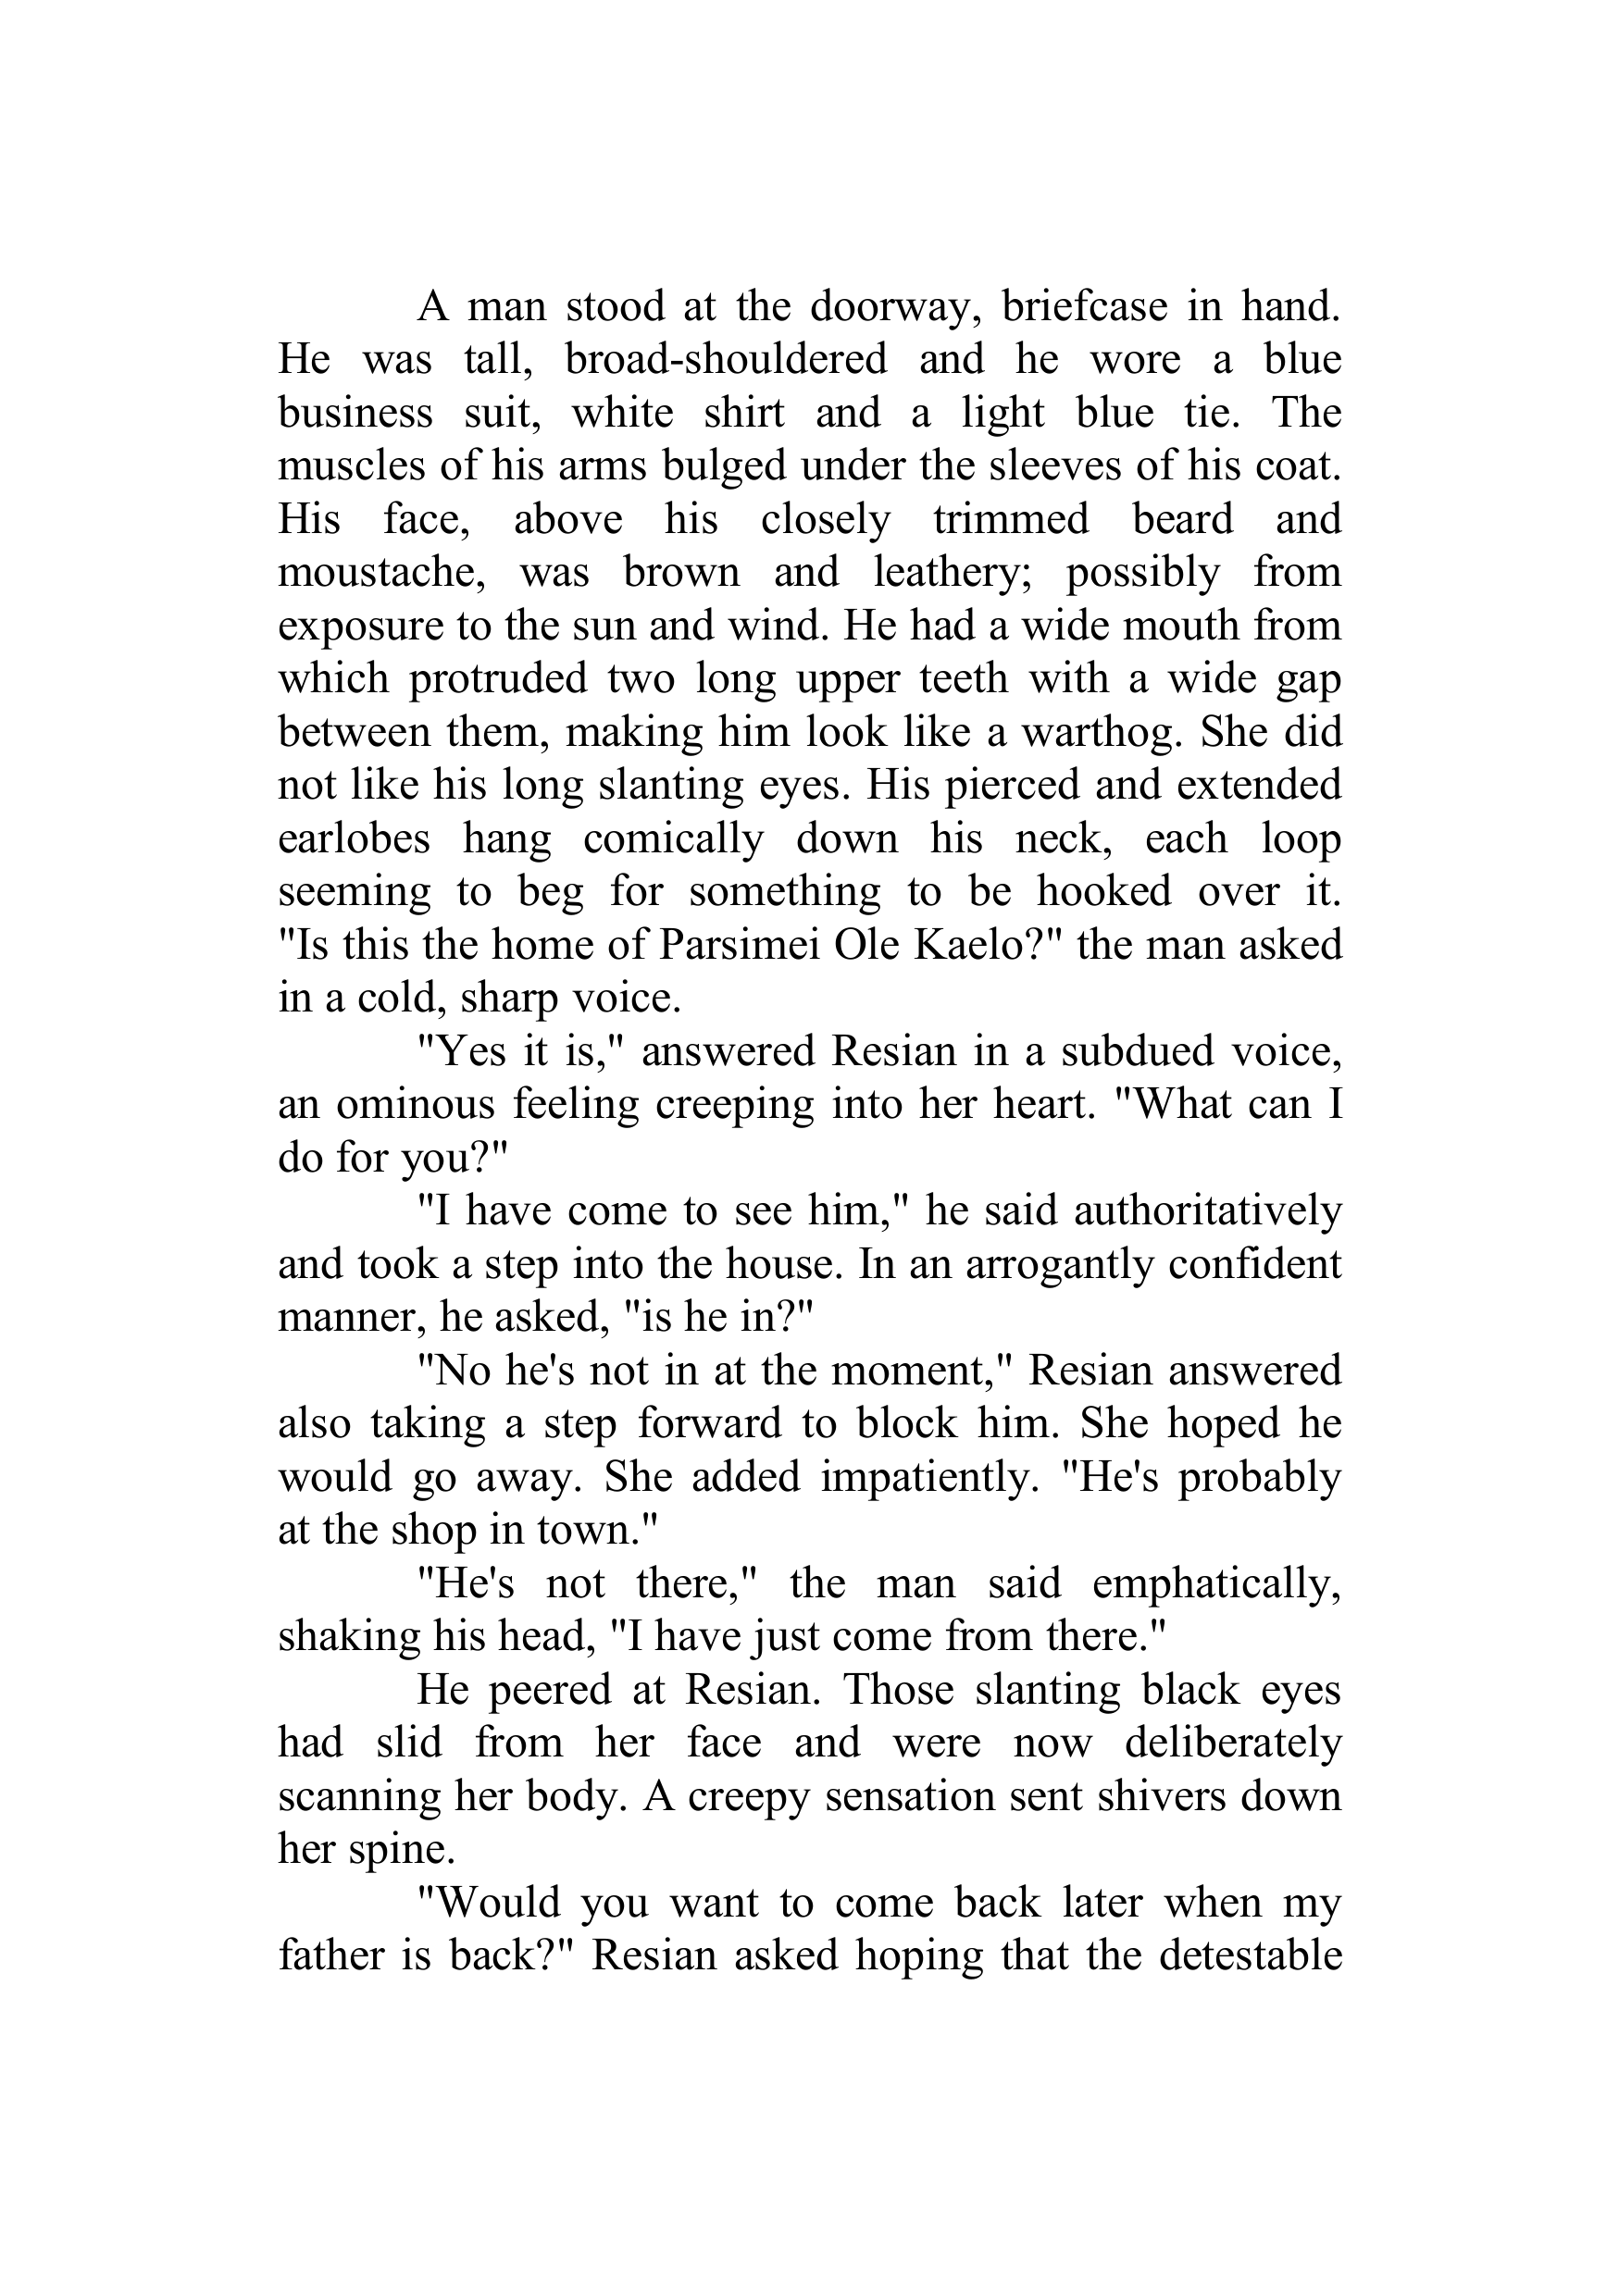 A man stood at the doorway, briefcase in hand.
He was tall, broad-shouldered and he wore a blue
business suit, white shirt and a light blue tie. The
muscles of his arms bulged under the sleeves of his coat.
His face, above his closely trimmed beard and
moustache, was brown and leathery; possibly from
exposure to the sun and wind. He had a wide mouth from
which protruded two long upper teeth with a wide gap
between them, making him look like a warthog. She did
not like his long slanting eyes. His pierced and extended
earlobes hang comically down his neck, each loop
seeming to beg for something to be hooked over it.
"Is this the home of Parsimei Ole Kaelo?" the man asked
in a cold, sharp voice.
"Yes it is," answered Resian in a subdued voice,
an ominous feeling creeping into her heart. "What can I
do for you?"
"I have come to see him," he said authoritatively
and took a step into the house. In an arrogantly confident
manner, he asked, "is he in?"
"No he's not in at the moment," Resian answered
also taking a step forward to block him. She hoped he
would go away. She added impatiently. "He's probably
at the shop in town."
"He's not there," the man said emphatically,
shaking his head, "I have just come from there."
He peered at Resian. Those slanting black eyes
had slid from her face and were now deliberately
scanning her body. A creepy sensation sent shivers down
her spine.
"Would you want to come back later when my
father is back?" Resian asked hoping that the detestable